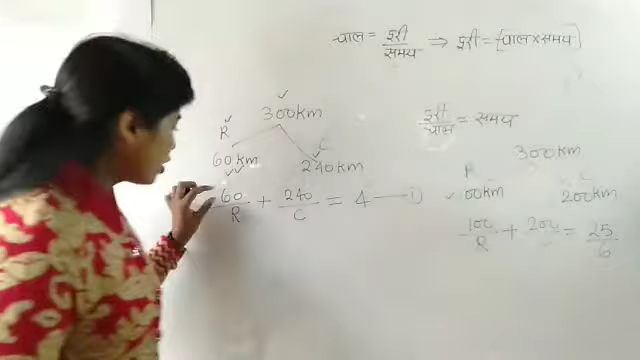 चाल = दूरी/समय ⇒ दूरी = [चाल × समय]
दूरी/चाल = समय
300km
R C
60km 240km
60/R + 240/C = 4 —①
300km
R C
100km 200km
100/R + 200/ = 25/6